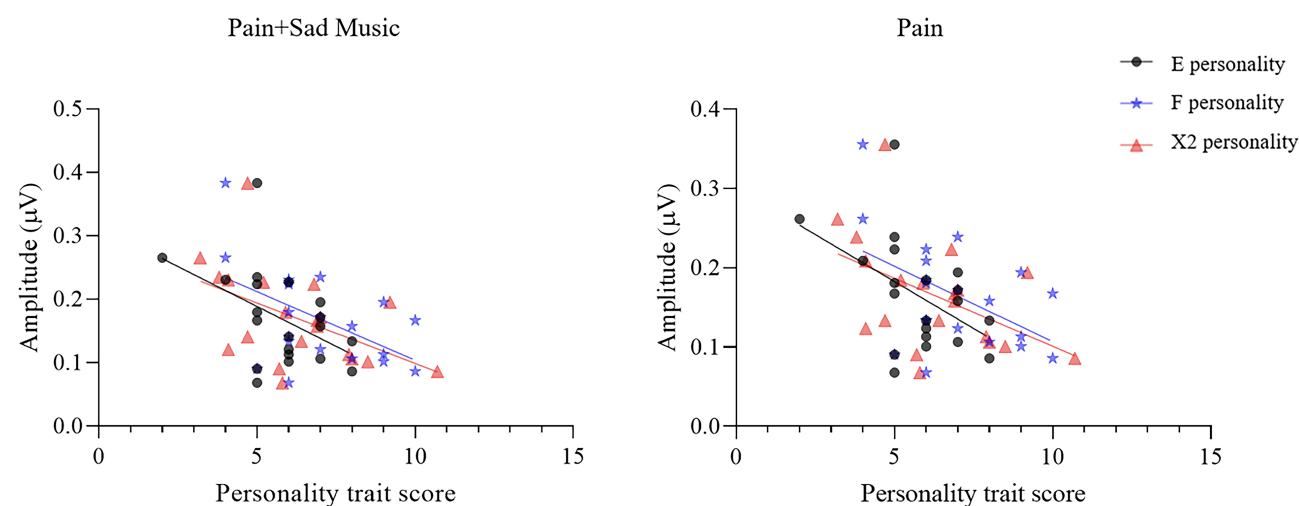 Pain+Sad Music
Amplitude (μV)
0.5
0.4
0.3
0.2
0.1
0.0
0 5 10 15
Personality trait score
Pain
Amplitude (μV)
0.4
0.3
0.2
0.1
0.0
0 5 10 15
Personality trait score
E personality
F personality
X2 personality